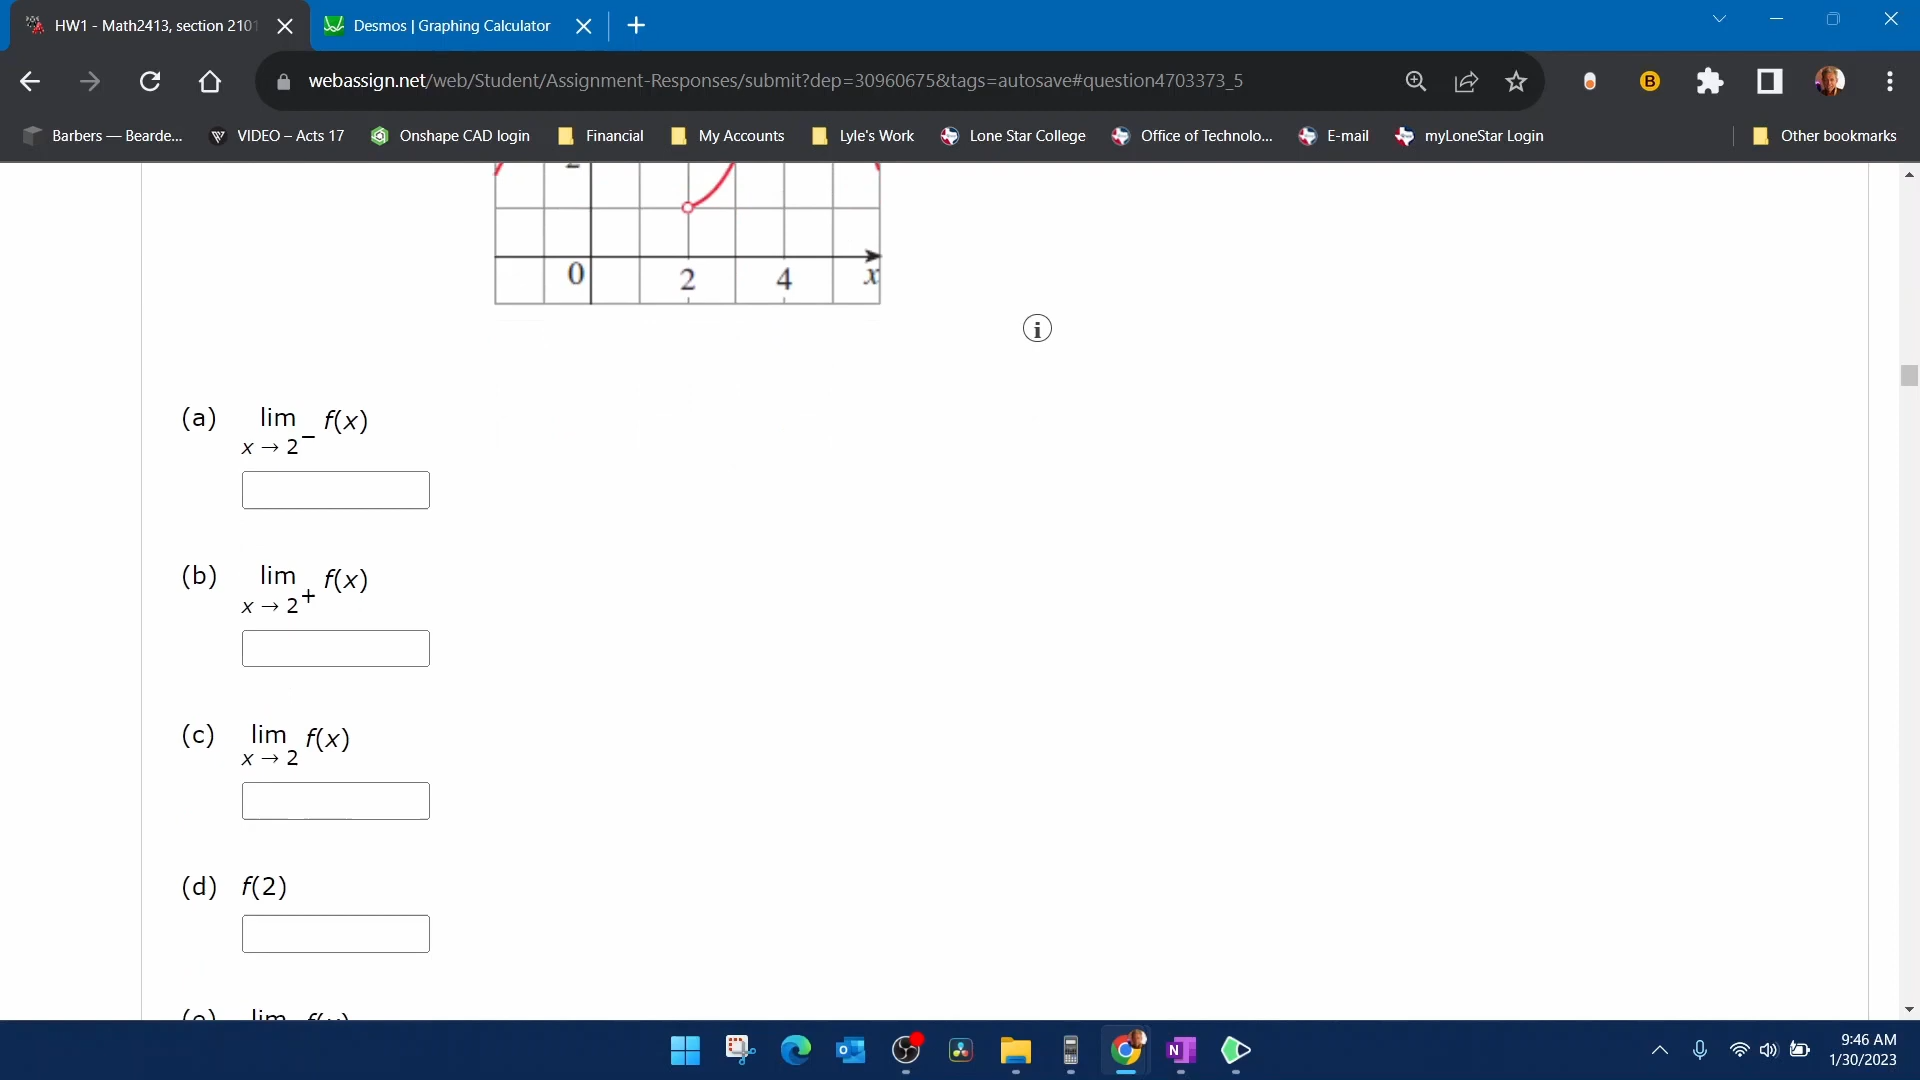 HW1 - Math2413, section 2101
Desmos | Graphing Calculator
webassign.net/web/Student/Assignment-Responses/submit?dep=30960675&tags=autosave#question4703373_5
B
Barbers — Bearde...
VIDEO – Acts 17
Onshape CAD login
Financial
My Accounts
Lyle's Work
Lone Star College
Office of Technolo...
E-mail
myLoneStar Login
Other bookmarks
0 2 4 x
i
(a) lim f(x)
x → 2⁻
(b) lim f(x)
x → 2⁺
(c) lim f(x)
x → 2
(d) f(2)
9:46 AM
1/30/2023